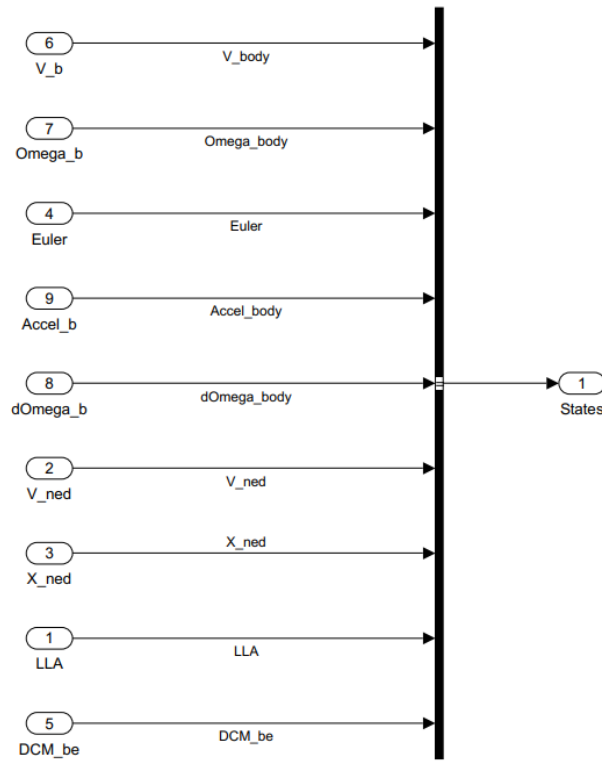 6
V_body
V_b
7
Omega_body
Omega_b
4
Euler
Euler
9
Accel_body
Accel_b
8
dOmega_body
dOmega_b
1
States
2
V_ned
V_ned
3
X_ned
X_ned
1
LLA
LLA
5
DCM_be
DCM_be